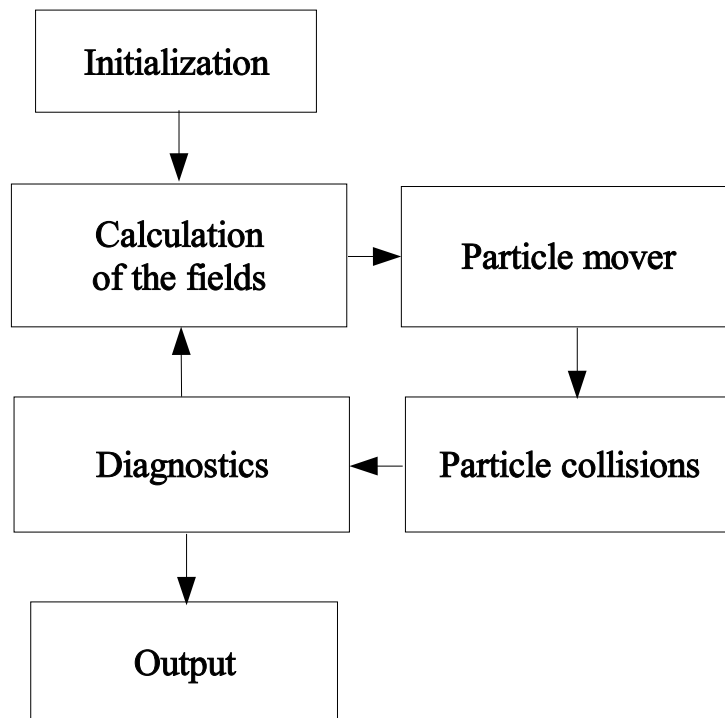 Initialization
Calculation
of the fields
Particle mover
Diagnostics
Particle collisions
Output